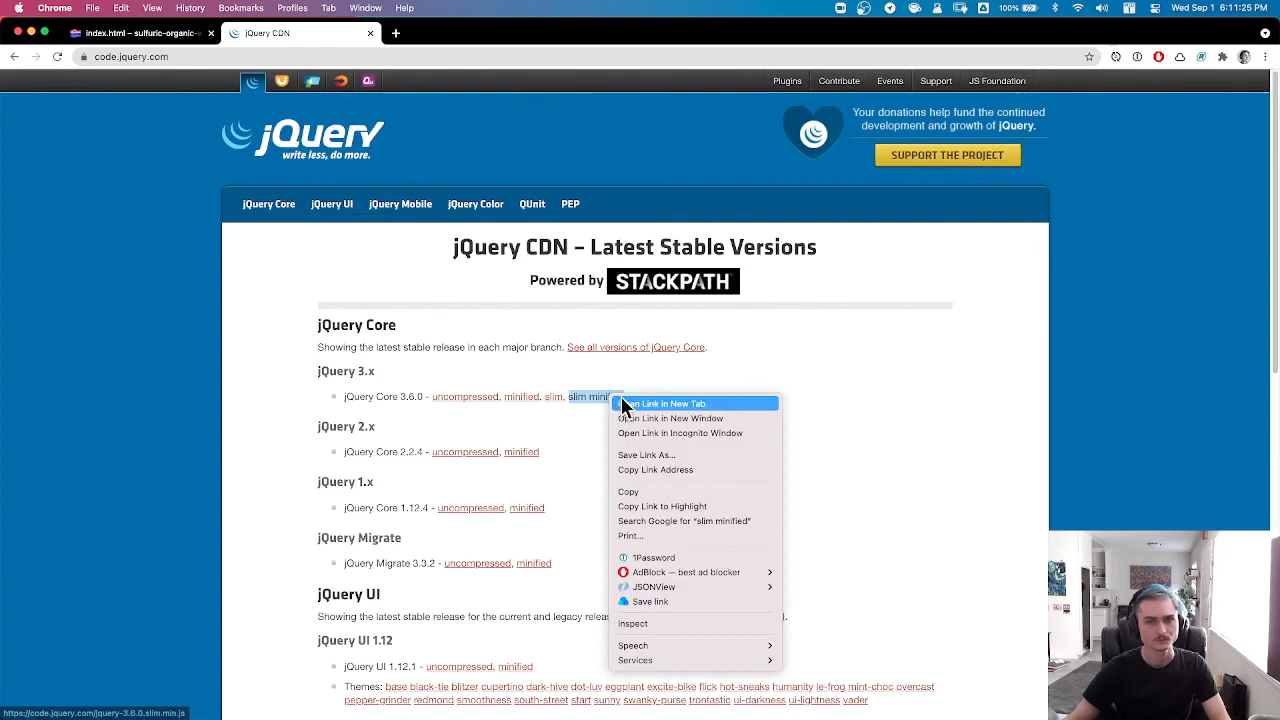 Chrome File Edit View History Bookmarks Profiles Tab Window Help 100% Wed Sep 1 6:11:25 PM
index.html – sulfuric-organic-w jQuery CDN
code.jquery.com
Plugins Contribute Events Support JS Foundation
jQuery
write less, do more.
Your donations help fund the continued
development and growth of jQuery.
SUPPORT THE PROJECT
jQuery Core jQuery UI jQuery Mobile jQuery Color QUnit PEP
jQuery CDN – Latest Stable Versions
Powered by STACKPATH
jQuery Core
Showing the latest stable release in each major branch. See all versions of jQuery Core.
jQuery 3.x
jQuery Core 3.6.0 - uncompressed, minified, slim, slim
jQuery 2.x
jQuery Core 2.2.4 - uncompressed, minified
jQuery 1.x
jQuery Core 1.12.4 - uncompressed, minified
jQuery Migrate
jQuery Migrate 3.3.2 - uncompressed, minified
jQuery UI
Showing the latest stable release for the current and legacy
jQuery UI 1.12
jQuery UI 1.12.1 - uncompressed, minified
Themes: base black-tie blitzer cupertino dark-hive dot-luv eggplant excite-bike flick hot-sneaks humanity le-frog mint-choc overcast
pepper-grinder redmond smoothness south-street start sunny swanky-purse trontastic ui-darkness ui-lightness vader
Link in New Tab
Open Link in New Window
Open Link in Incognito Window
Save Link As...
Copy Link Address
Copy
Copy Link to Highlight
Search Google for “slim minified”
Print...
1Password
AdBlock — best ad blocker
JSONView
Save link
Inspect
Speech
Services
https://code.jquery.com/jquery-3.6.0.slim.min.js